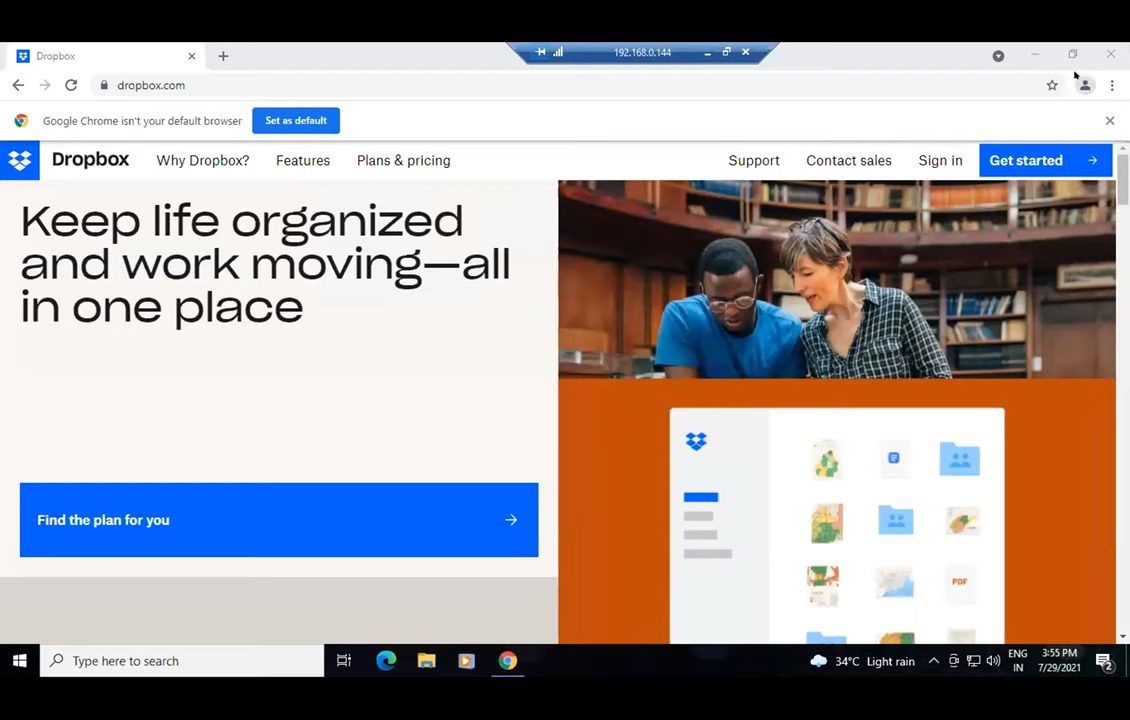 Dropbox
192.168.0.144
dropbox.com
Google Chrome isn't your default browser
Set as default
Dropbox
Why Dropbox?
Features
Plans & pricing
Support
Contact sales
Sign in
Get started
Keep life organized
and work moving—all
in one place
Find the plan for you
PDF
Type here to search
34°C Light rain
ENG
IN
3:55 PM
7/29/2021
2